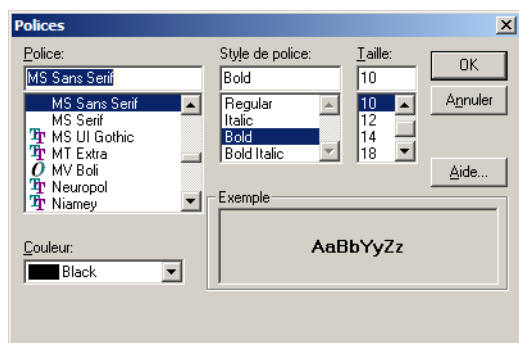 Polices
Police:
MS Sans Serif
MS Sans Serif
MS Serif
MS UI Gothic
MT Extra
MV Boli
Neuropol
Niamey
Style de police:
Bold
Regular
Italic
Bold
Bold Italic
Taille:
10
10
12
14
18
OK
Annuler
Aide...
Couleur:
Black
Exemple
AaBbYyZz